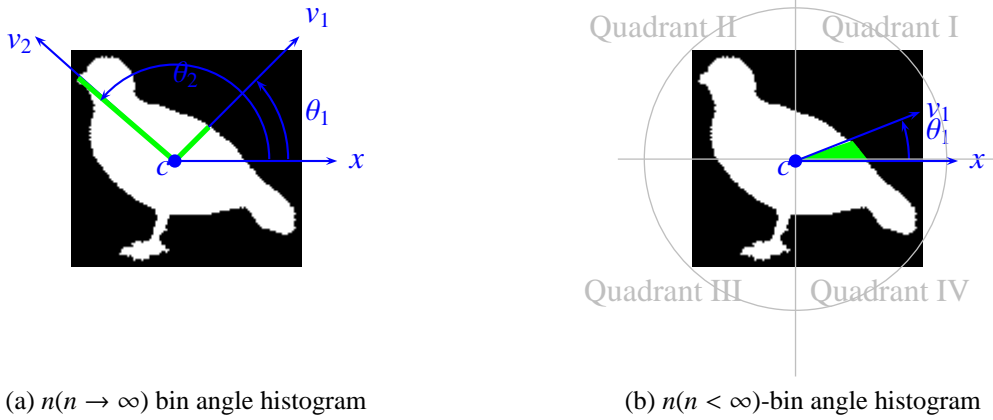 v₁
v₂
θ₂
θ₁
c
x
(a) n(n → ∞) bin angle histogram
Quadrant II
Quadrant I
v₁
θ₁
c
x
Quadrant III
Quadrant IV
(b) n(n < ∞)-bin angle histogram